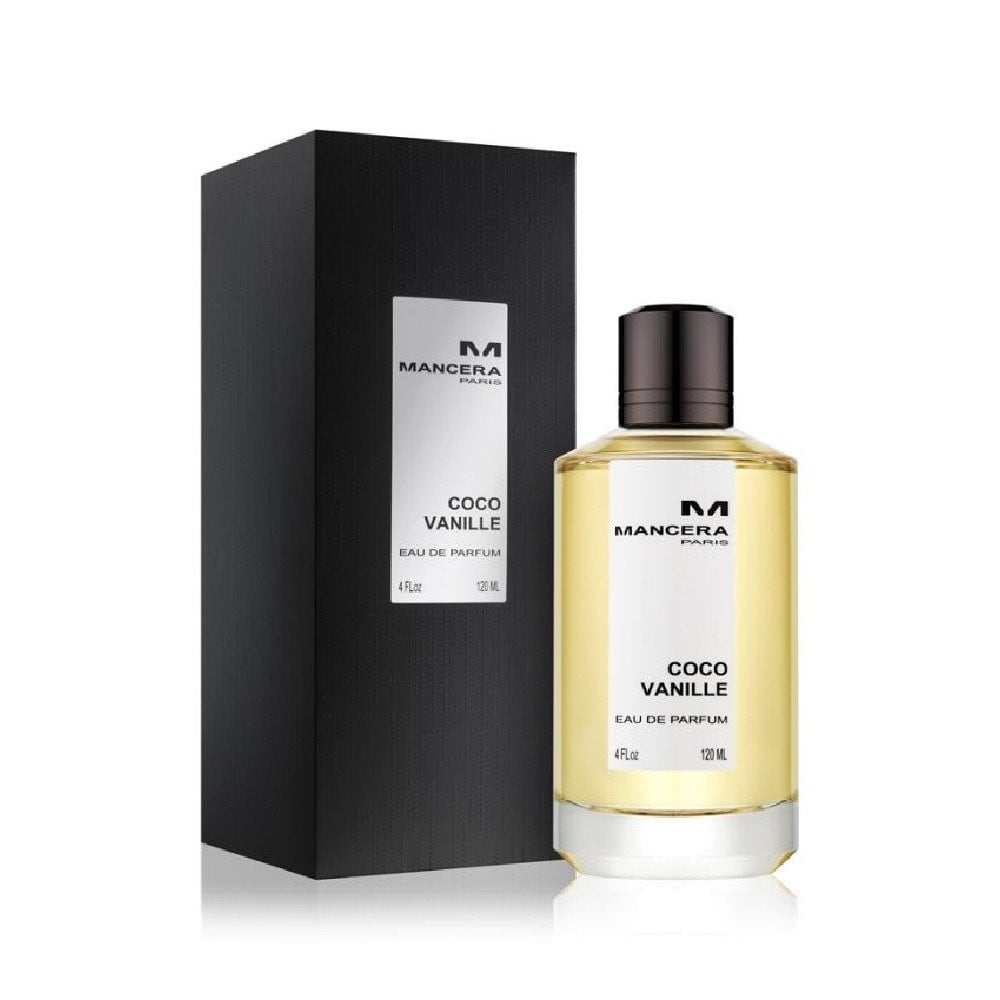 M
MANCERA
PARIS
COCO
VANILLE
EAU DE PARFUM
4 FLoz 120 ML
M
MANCERA
PARIS
COCO
VANILLE
EAU DE PARFUM
4 FLoz 120 ML